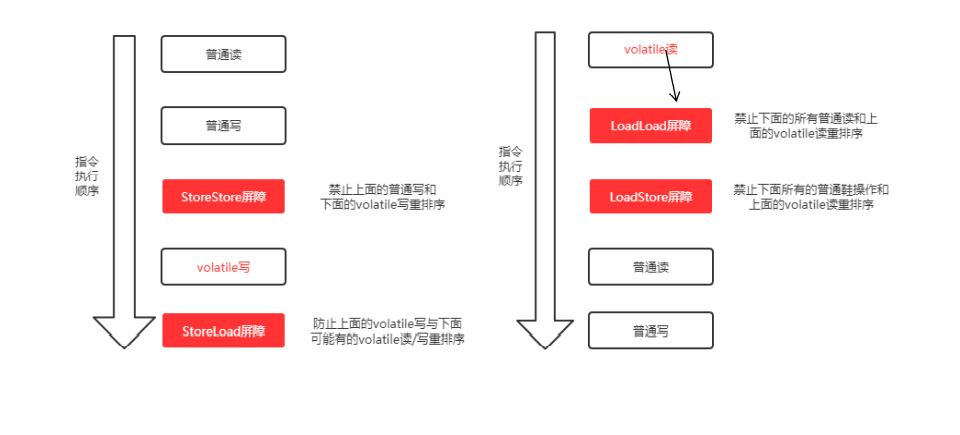 普通读
普通写
指令
执行
顺序
StoreStore屏障
禁止上面的普通写和
下面的volatile写重排序
volatile写
StoreLoad屏障
防止上面的volatile写与下面
可能有的volatile读/写重排序
volatile读
LoadLoad屏障
禁止下面的所有普通读和上
面的volatile读重排序
指令
执行
顺序
LoadStore屏障
禁止下面所有的普通鞋操作和
上面的volatile读重排序
普通读
普通写